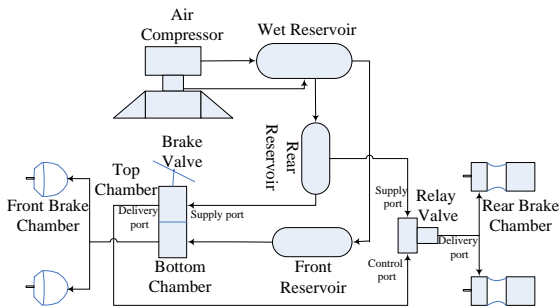 Air
Compressor
Wet Reservoir
Rear
Reservoir
Brake
Valve
Top
Chamber
Front Brake
Chamber
Delivery
port
Supply port
Bottom
Chamber
Front
Reservoir
Supply
port
Relay
Valve
Control
port
Delivery
port
Rear Brake
Chamber